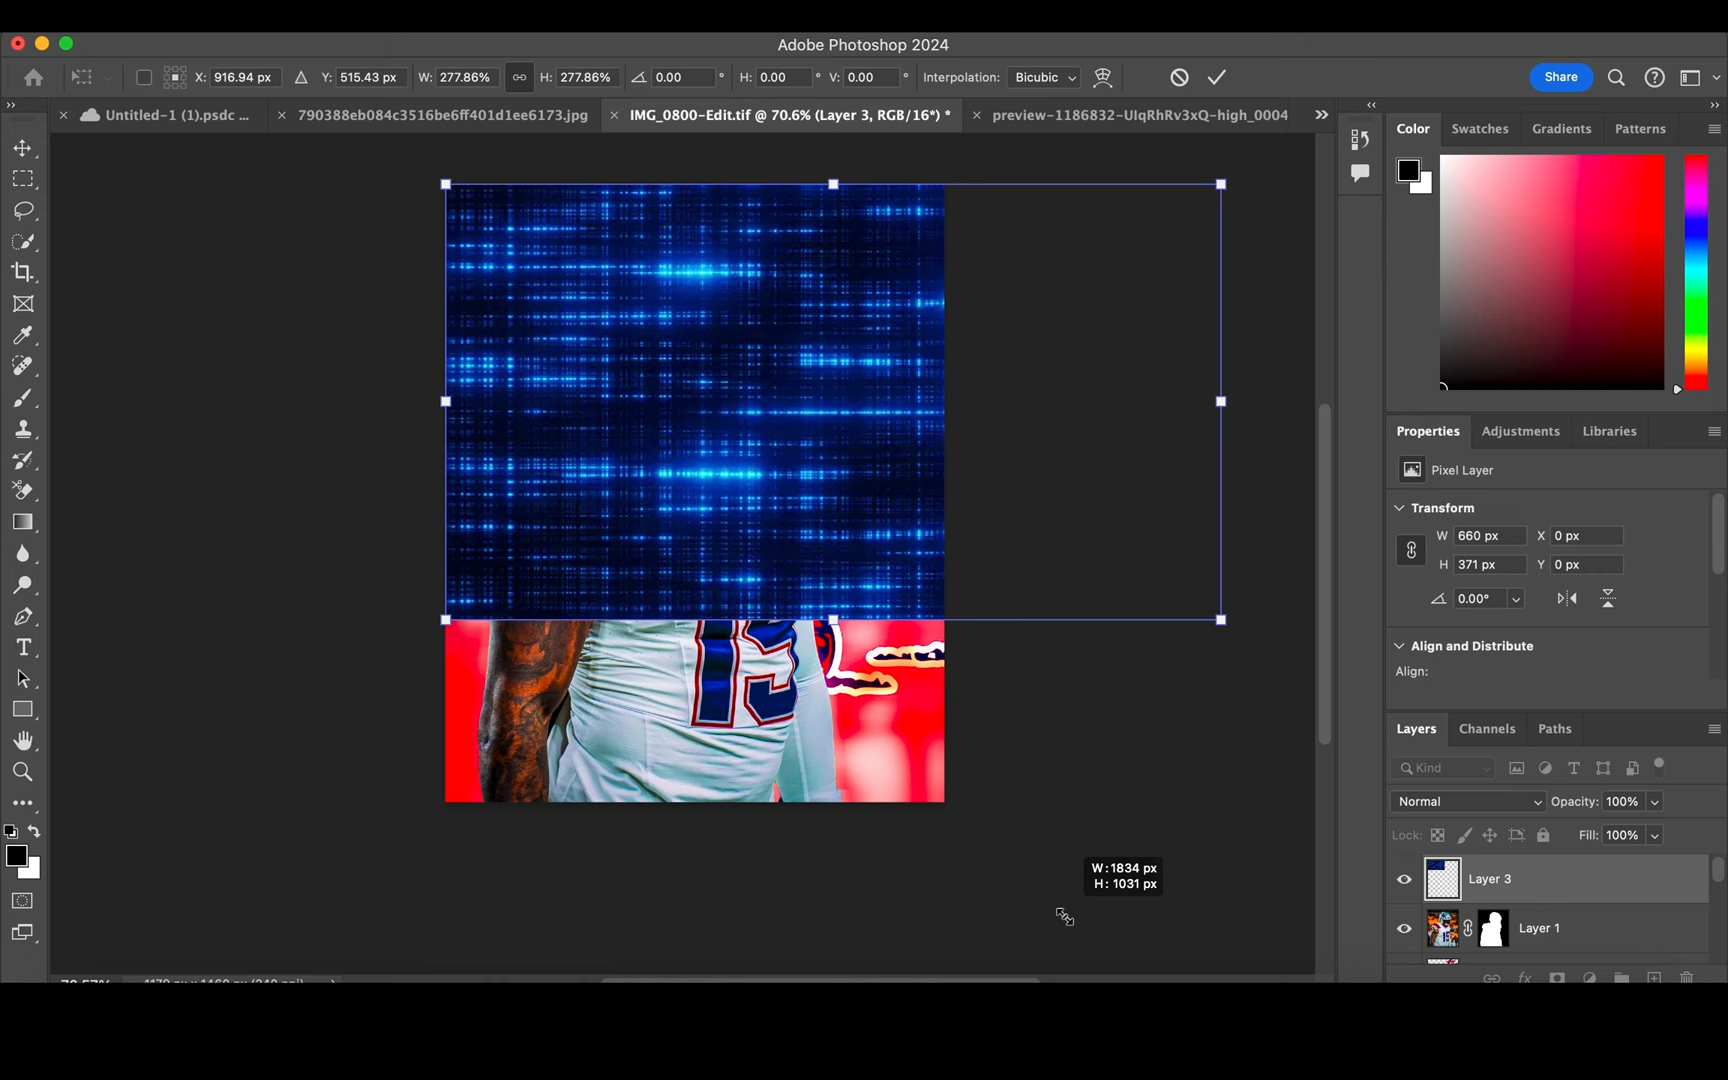 Adobe Photoshop 2024
X: 916.94 px Y: 515.43 px W: 277.86% H: 277.86% 0.00 ° H: 0.00 ° V: 0.00 ° Interpolation: Bicubic Share
Untitled-1 (1).psdc ... 790388eb084c3516be6ff401d1ee6173.jpg IMG_0800-Edit.tif @ 70.6% (Layer 3, RGB/16*) * preview-1186832-UIqRhRv3xQ-high_0004
Color Swatches Gradients Patterns
Properties Adjustments Libraries
Pixel Layer
Transform
W 660 px X 0 px
H 371 px Y 0 px
0.00°
Align and Distribute
Align:
15
Layers Channels Paths
Kind
Normal Opacity: 100%
Lock: Fill: 100%
W: 1834 px
H: 1031 px
Layer 3
Layer 1